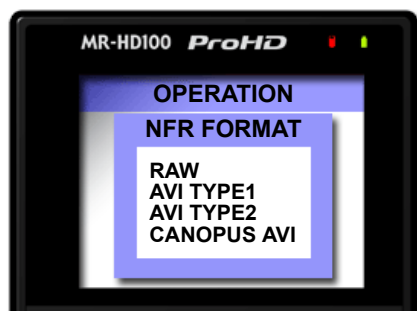 MR-HD100 ProHD
OPERATION
NFR FORMAT
RAW
AVI TYPE1
AVI TYPE2
CANOPUS AVI